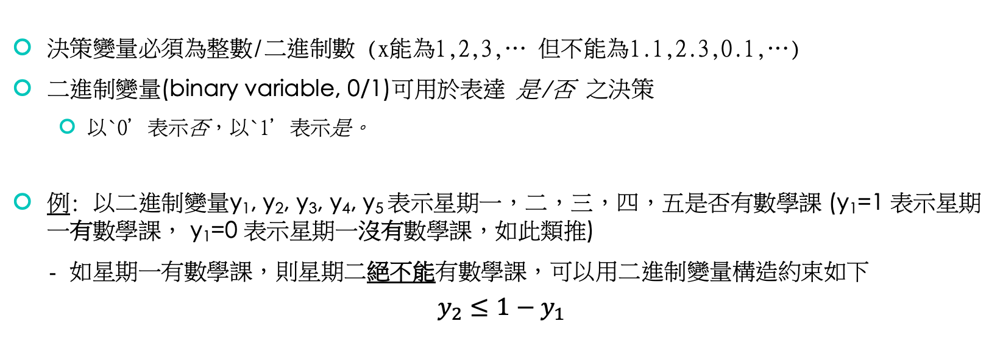 決策變量必須為整數/二進制數 (x能為1,2,3,… 但不能為1.1,2.3,0.1,…)
二進制變量(binary variable, 0/1)可用於表達 是/否 之決策
以`0’ 表示否，以`1’ 表示是。
例: 以二進制變量y₁, y₂, y₃, y₄, y₅ 表示星期一，二，三，四，五是否有數學課 (y₁=1 表示星期
一有數學課， y₁=0 表示星期一沒有數學課，如此類推)
- 如星期一有數學課，則星期二絕不能有數學課，可以用二進制變量構造約束如下
y₂ ≤ 1 − y₁